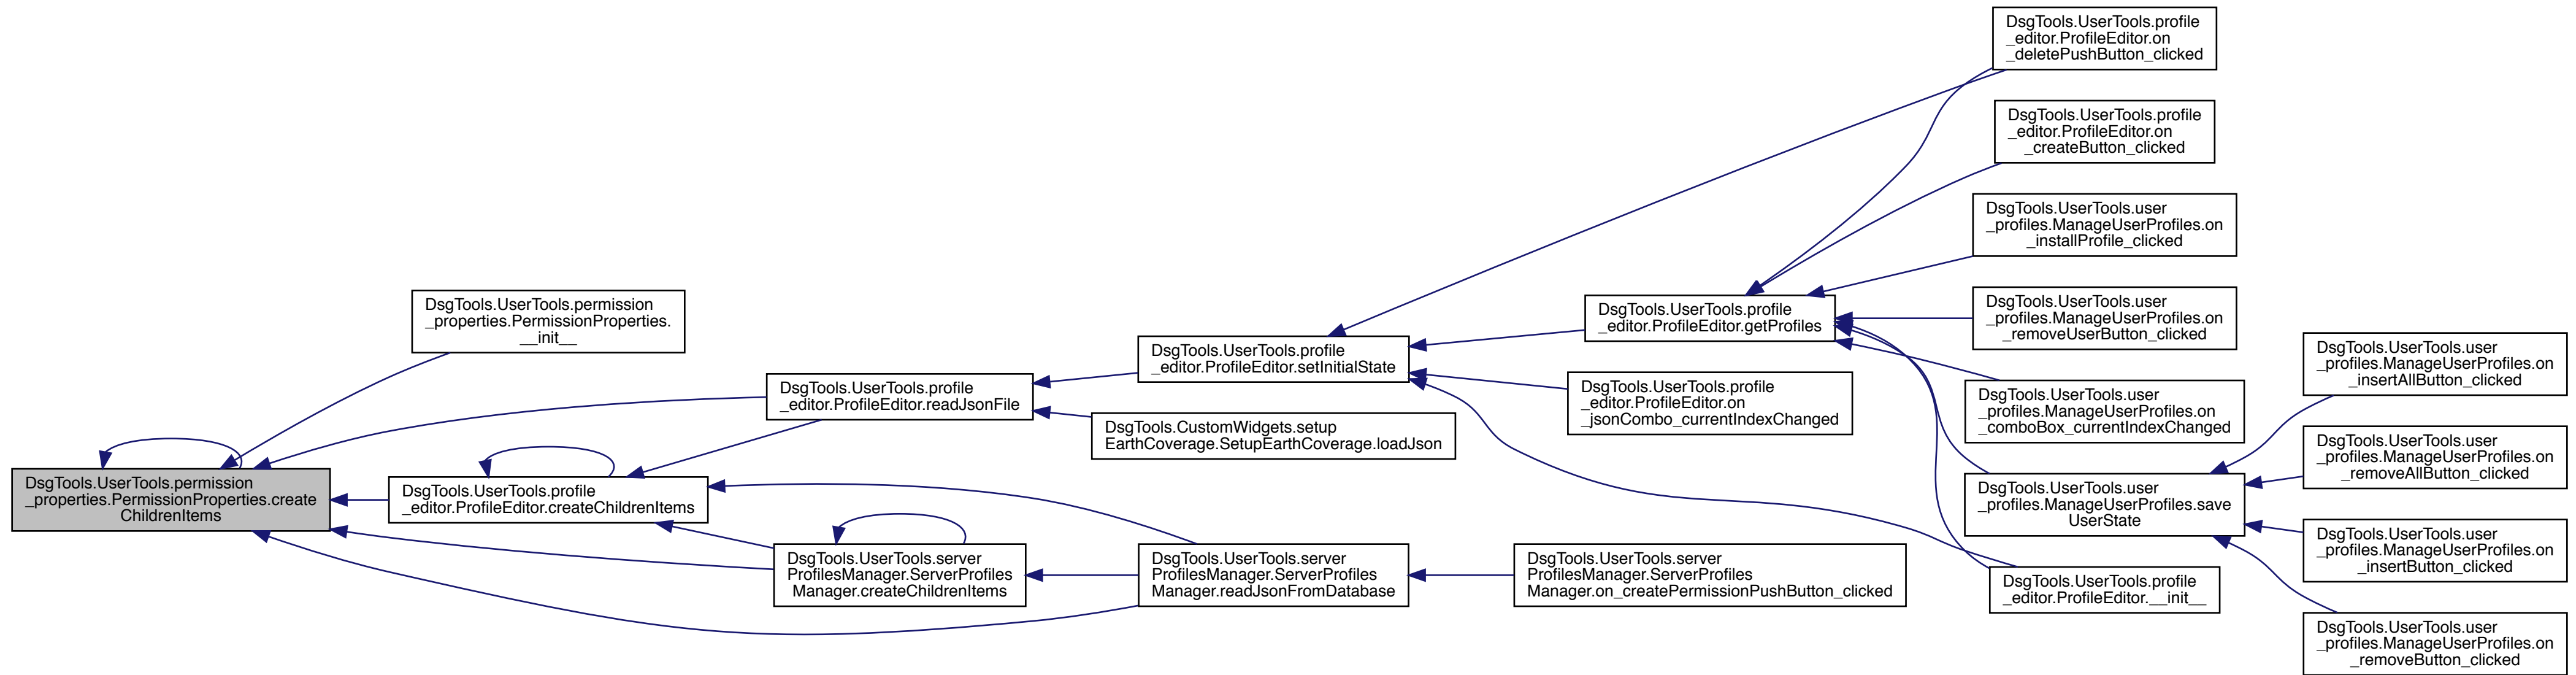 DsgTools.UserTools.profile
_editor.ProfileEditor.on
_deletePushButton_clicked
DsgTools.UserTools.profile
_editor.ProfileEditor.on
_createButton_clicked
DsgTools.UserTools.user
_profiles.ManageUserProfiles.on
_installProfile_clicked
DsgTools.UserTools.permission
_properties.PermissionProperties.
__init__
DsgTools.UserTools.profile
_editor.ProfileEditor.getProfiles
DsgTools.UserTools.user
_profiles.ManageUserProfiles.on
_removeUserButton_clicked
DsgTools.UserTools.profile
_editor.ProfileEditor.setInitialState
DsgTools.UserTools.user
_profiles.ManageUserProfiles.on
_insertAllButton_clicked
DsgTools.UserTools.profile
_editor.ProfileEditor.readJsonFile
DsgTools.UserTools.profile
_editor.ProfileEditor.on
_jsonCombo_currentIndexChanged
DsgTools.UserTools.user
_profiles.ManageUserProfiles.on
_comboBox_currentIndexChanged
DsgTools.CustomWidgets.setup
EarthCoverage.SetupEarthCoverage.loadJson
DsgTools.UserTools.user
_profiles.ManageUserProfiles.on
_removeAllButton_clicked
DsgTools.UserTools.permission
_properties.PermissionProperties.create
ChildrenItems
DsgTools.UserTools.profile
_editor.ProfileEditor.createChildrenItems
DsgTools.UserTools.user
_profiles.ManageUserProfiles.save
UserState
DsgTools.UserTools.user
_profiles.ManageUserProfiles.on
_insertButton_clicked
DsgTools.UserTools.server
ProfilesManager.ServerProfiles
Manager.createChildrenItems
DsgTools.UserTools.server
ProfilesManager.ServerProfiles
Manager.readJsonFromDatabase
DsgTools.UserTools.server
ProfilesManager.ServerProfiles
Manager.on_createPermissionPushButton_clicked
DsgTools.UserTools.profile
_editor.ProfileEditor.__init__
DsgTools.UserTools.user
_profiles.ManageUserProfiles.on
_removeButton_clicked